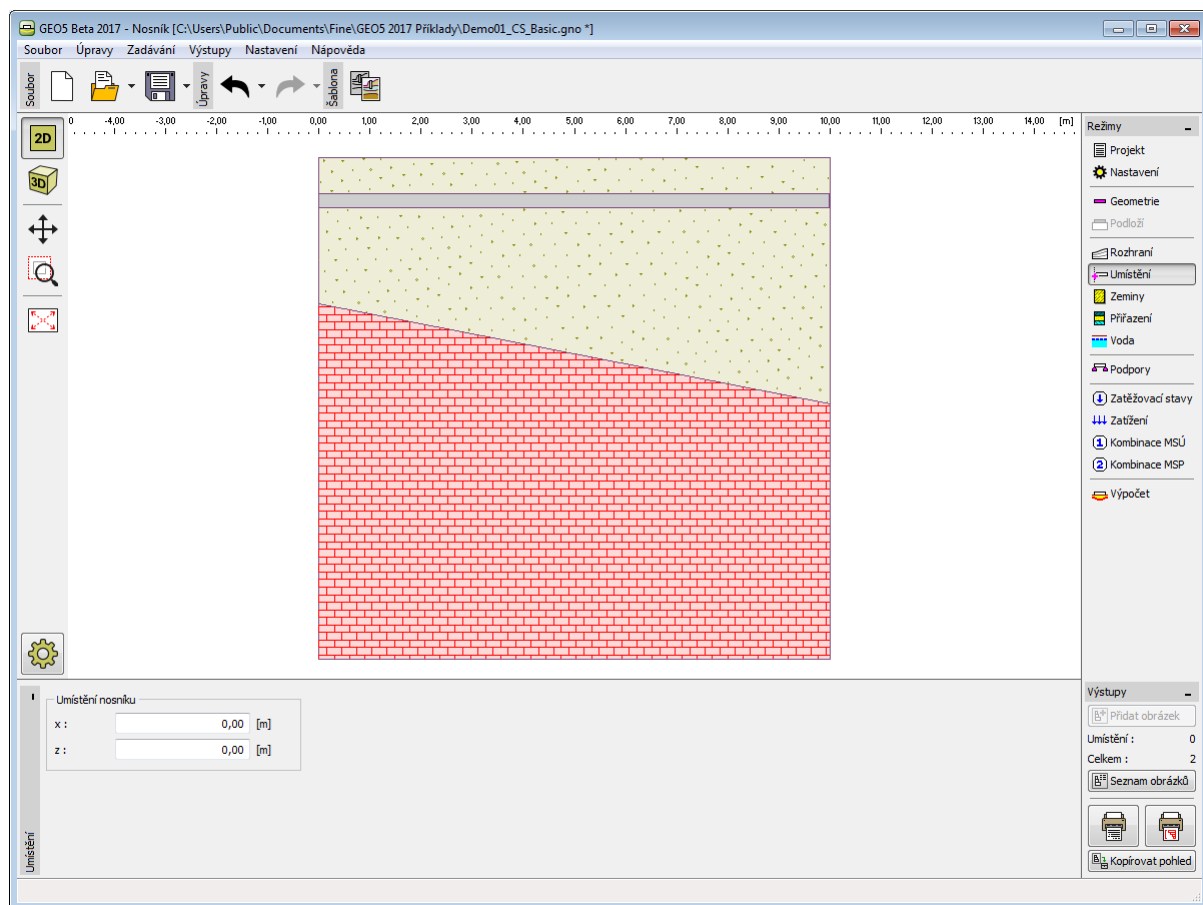 GEO5 Beta 2017 - Nosník [C:\Users\Public\Documents\Fine\GEO5 2017 Příklady\Demo01_CS_Basic.gno *]
Soubor Úpravy Zadávání Výstupy Nastavení Nápověda
Soubor
Úpravy
Šablona
2D
3D
0 -4,00 -3,00 -2,00 -1,00 0,00 1,00 2,00 3,00 4,00 5,00 6,00 7,00 8,00 9,00 10,00 11,00 12,00 13,00 14,00 [m]
Režimy
Projekt
Nastavení
Geometrie
Podloží
Rozhraní
Umístění
Zeminy
Přiřazení
Voda
Podpory
Zatěžovací stavy
Zatížení
1 Kombinace MSÚ
2 Kombinace MSP
Výpočet
Umístění
Umístění nosníku
x : 0,00 [m]
z : 0,00 [m]
Výstupy
Přidat obrázek
Umístění : 0
Celkem : 2
Seznam obrázků
Kopírovat pohled